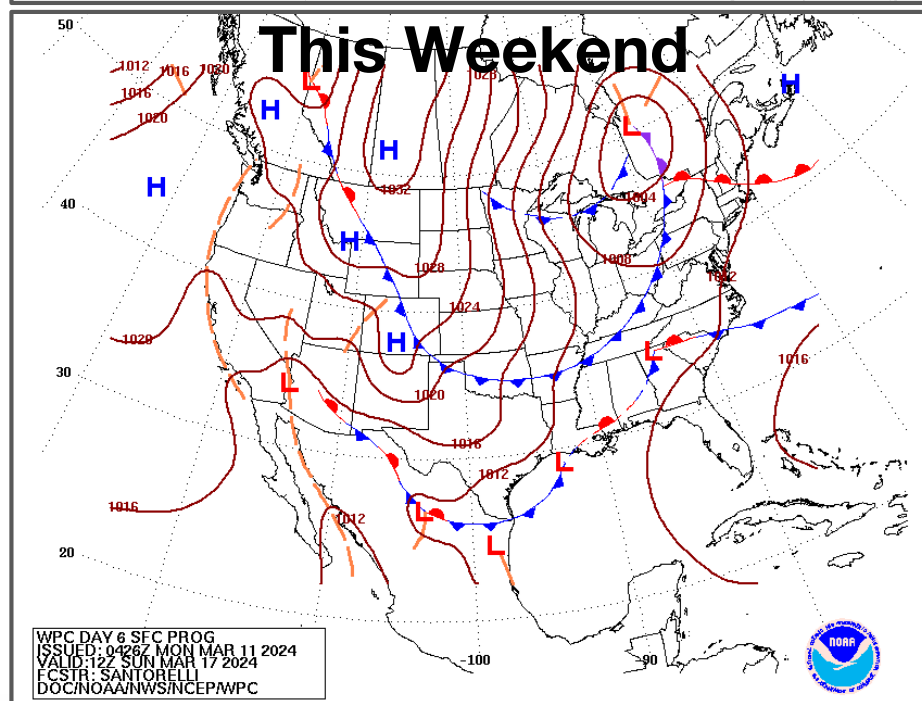 This Weekend
50
1012
1016
1020
1028
1016
H
L
H
1020
H
H
1032
L
40
1004
H
1008
1028
1012
1024
1028
H
L
1016
30
L
1020
1016
1012
L
1016
L
1012
L
20
-100
-90
WPC DAY 6 SFC PROG
ISSUED: 0426Z MON MAR 11 2024
VALID:12Z SUN MAR 17 2024
FCSTR: SANTORELLI
DOC/NOAA/NWS/NCEP/WPC
NOAA